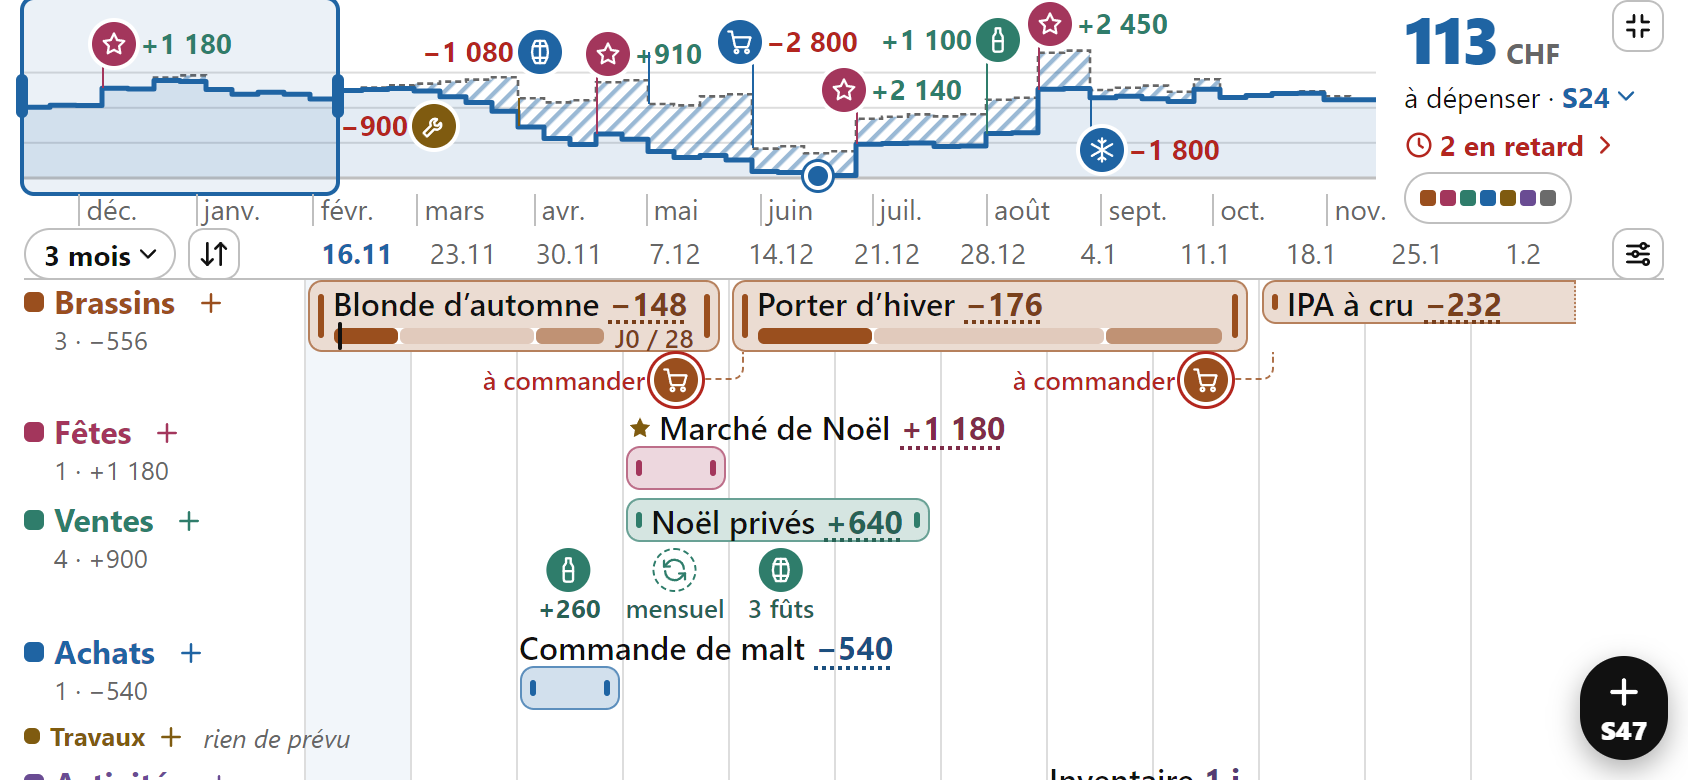 +1 180
−1 080
+910
−2 800
+1 100
+2 450
113 CHF
+2 140
à dépenser · S24
−900
−1 800
2 en retard
déc. janv. févr. mars avr. mai juin juil. août sept. oct. nov.
3 mois
16.11 23.11 30.11 7.12 14.12 21.12 28.12 4.1 11.1 18.1 25.1 1.2
Brassins +
3 · −556
Blonde d’automne −148
J0 / 28
Porter d’hiver −176
IPA à cru −232
à commander
à commander
Fêtes +
1 · +1 180
Marché de Noël +1 180
Ventes +
4 · +900
Noël privés +640
+260
mensuel
3 fûts
Achats +
1 · −540
Commande de malt −540
+
S47
Travaux + rien de prévu
Inventaire 1 j